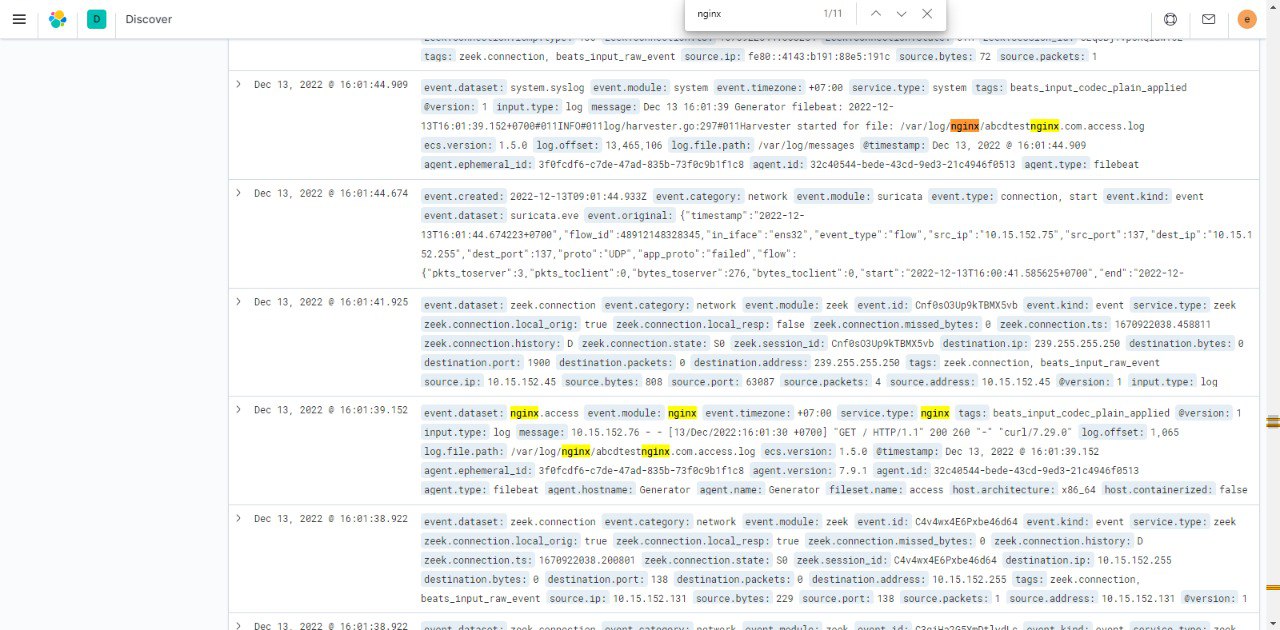 D Discover
nginx 1/11
e
tags: zeek.connection, beats_input_raw_event source.ip: fe80::4143:b191:88e5:191c source.bytes: 72 source.packets: 1
Dec 13, 2022 @ 16:01:44.909
event.dataset: system.syslog event.module: system event.timezone: +07:00 service.type: system tags: beats_input_codec_plain_applied
@version: 1 input.type: log message: Dec 13 16:01:39 Generator filebeat: 2022-12-
13T16:01:39.152+0700#011INFO#011log/harvester.go:297#011Harvester started for file: /var/log/nginx/abcdtestnginx.com.access.log
ecs.version: 1.5.0 log.offset: 13,465,106 log.file.path: /var/log/messages @timestamp: Dec 13, 2022 @ 16:01:44.909
agent.ephemeral_id: 3f0fcdf6-c7de-47ad-835b-73f0c9b1f1c8 agent.id: 32c40544-bede-43cd-9ed3-21c4946f0513 agent.type: filebeat
Dec 13, 2022 @ 16:01:44.674
event.created: 2022-12-13T09:01:44.933Z event.category: network event.module: suricata event.type: connection, start event.kind: event
event.dataset: suricata.eve event.original: {"timestamp":"2022-12-
13T16:01:44.674223+0700","flow_id":48912148328345,"in_iface":"ens32","event_type":"flow","src_ip":"10.15.152.75","src_port":137,"dest_ip":"10.15.1
52.255","dest_port":137,"proto":"UDP","app_proto":"failed","flow":
{"pkts_toserver":3,"pkts_toclient":0,"bytes_toserver":276,"bytes_toclient":0,"start":"2022-12-13T16:00:41.585625+0700","end":"2022-12-
Dec 13, 2022 @ 16:01:41.925
event.dataset: zeek.connection event.category: network event.module: zeek event.id: Cnf0sO3Up9kTBMX5vb event.kind: event service.type: zeek
zeek.connection.local_orig: true zeek.connection.local_resp: false zeek.connection.missed_bytes: 0 zeek.connection.ts: 1670922038.458811
zeek.connection.history: D zeek.connection.state: S0 zeek.session_id: Cnf0sO3Up9kTBMX5vb destination.ip: 239.255.255.250 destination.bytes: 0
destination.port: 1900 destination.packets: 0 destination.address: 239.255.255.250 tags: zeek.connection, beats_input_raw_event
source.ip: 10.15.152.45 source.bytes: 808 source.port: 63087 source.packets: 4 source.address: 10.15.152.45 @version: 1 input.type: log
Dec 13, 2022 @ 16:01:39.152
event.dataset: nginx.access event.module: nginx event.timezone: +07:00 service.type: nginx tags: beats_input_codec_plain_applied @version: 1
input.type: log message: 10.15.152.76 - - [13/Dec/2022:16:01:30 +0700] "GET / HTTP/1.1" 200 260 "-" "curl/7.29.0" log.offset: 1,065
log.file.path: /var/log/nginx/abcdtestnginx.com.access.log ecs.version: 1.5.0 @timestamp: Dec 13, 2022 @ 16:01:39.152
agent.ephemeral_id: 3f0fcdf6-c7de-47ad-835b-73f0c9b1f1c8 agent.version: 7.9.1 agent.id: 32c40544-bede-43cd-9ed3-21c4946f0513
agent.type: filebeat agent.hostname: Generator agent.name: Generator fileset.name: access host.architecture: x86_64 host.containerized: false
Dec 13, 2022 @ 16:01:38.922
event.dataset: zeek.connection event.category: network event.module: zeek event.id: C4v4wx4E6Pxbe46d64 event.kind: event service.type: zeek
zeek.connection.local_orig: true zeek.connection.local_resp: true zeek.connection.missed_bytes: 0 zeek.connection.history: D
zeek.connection.ts: 1670922038.200801 zeek.connection.state: S0 zeek.session_id: C4v4wx4E6Pxbe46d64 destination.ip: 10.15.152.255
destination.bytes: 0 destination.port: 138 destination.packets: 0 destination.address: 10.15.152.255 tags: zeek.connection,
beats_input_raw_event source.ip: 10.15.152.131 source.bytes: 229 source.port: 138 source.packets: 1 source.address: 10.15.152.131 @version: 1
Dec 13, 2022 @ 16:01:38.922